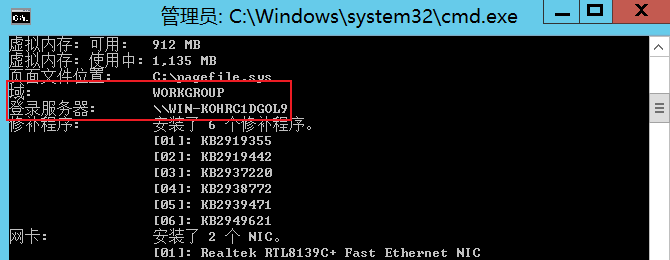 管理员: C:\Windows\system32\cmd.exe
虚拟内存: 可用: 912 MB
虚拟内存: 使用中: 1,135 MB
页面文件位置: C:\pagefile.sys
域: WORKGROUP
登录服务器: \\WIN-KOHRC1DGOL9
修补程序: 安装了 6 个修补程序。
[01]: KB2919355
[02]: KB2919442
[03]: KB2937220
[04]: KB2938772
[05]: KB2939471
[06]: KB2949621
网卡: 安装了 2 个 NIC。
[01]: Realtek RTL8139C+ Fast Ethernet NIC